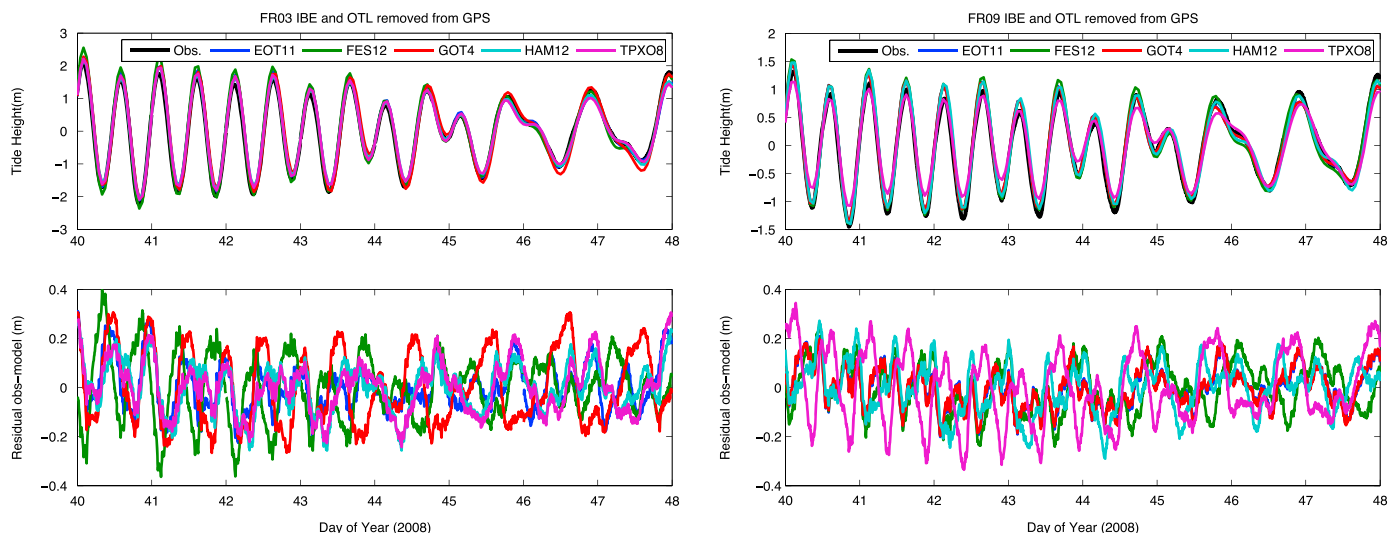 FR03 IBE and OTL removed from GPS
Tide Height(m)
3
2
1
0
−1
−2
−3
Obs. EOT11 FES12 GOT4 HAM12 TPXO8
40 41 42 43 44 45 46 47 48
Residual obs−model (m)
0.4
0.2
0
−0.2
−0.4
40 41 42 43 44 45 46 47 48
Day of Year (2008)
FR09 IBE and OTL removed from GPS
Tide Height(m)
2
1.5
1
0.5
0
−0.5
−1
−1.5
Obs. EOT11 FES12 GOT4 HAM12 TPXO8
40 41 42 43 44 45 46 47 48
Residual obs−model (m)
0.4
0.2
0
−0.2
−0.4
40 41 42 43 44 45 46 47 48
Day of Year (2008)